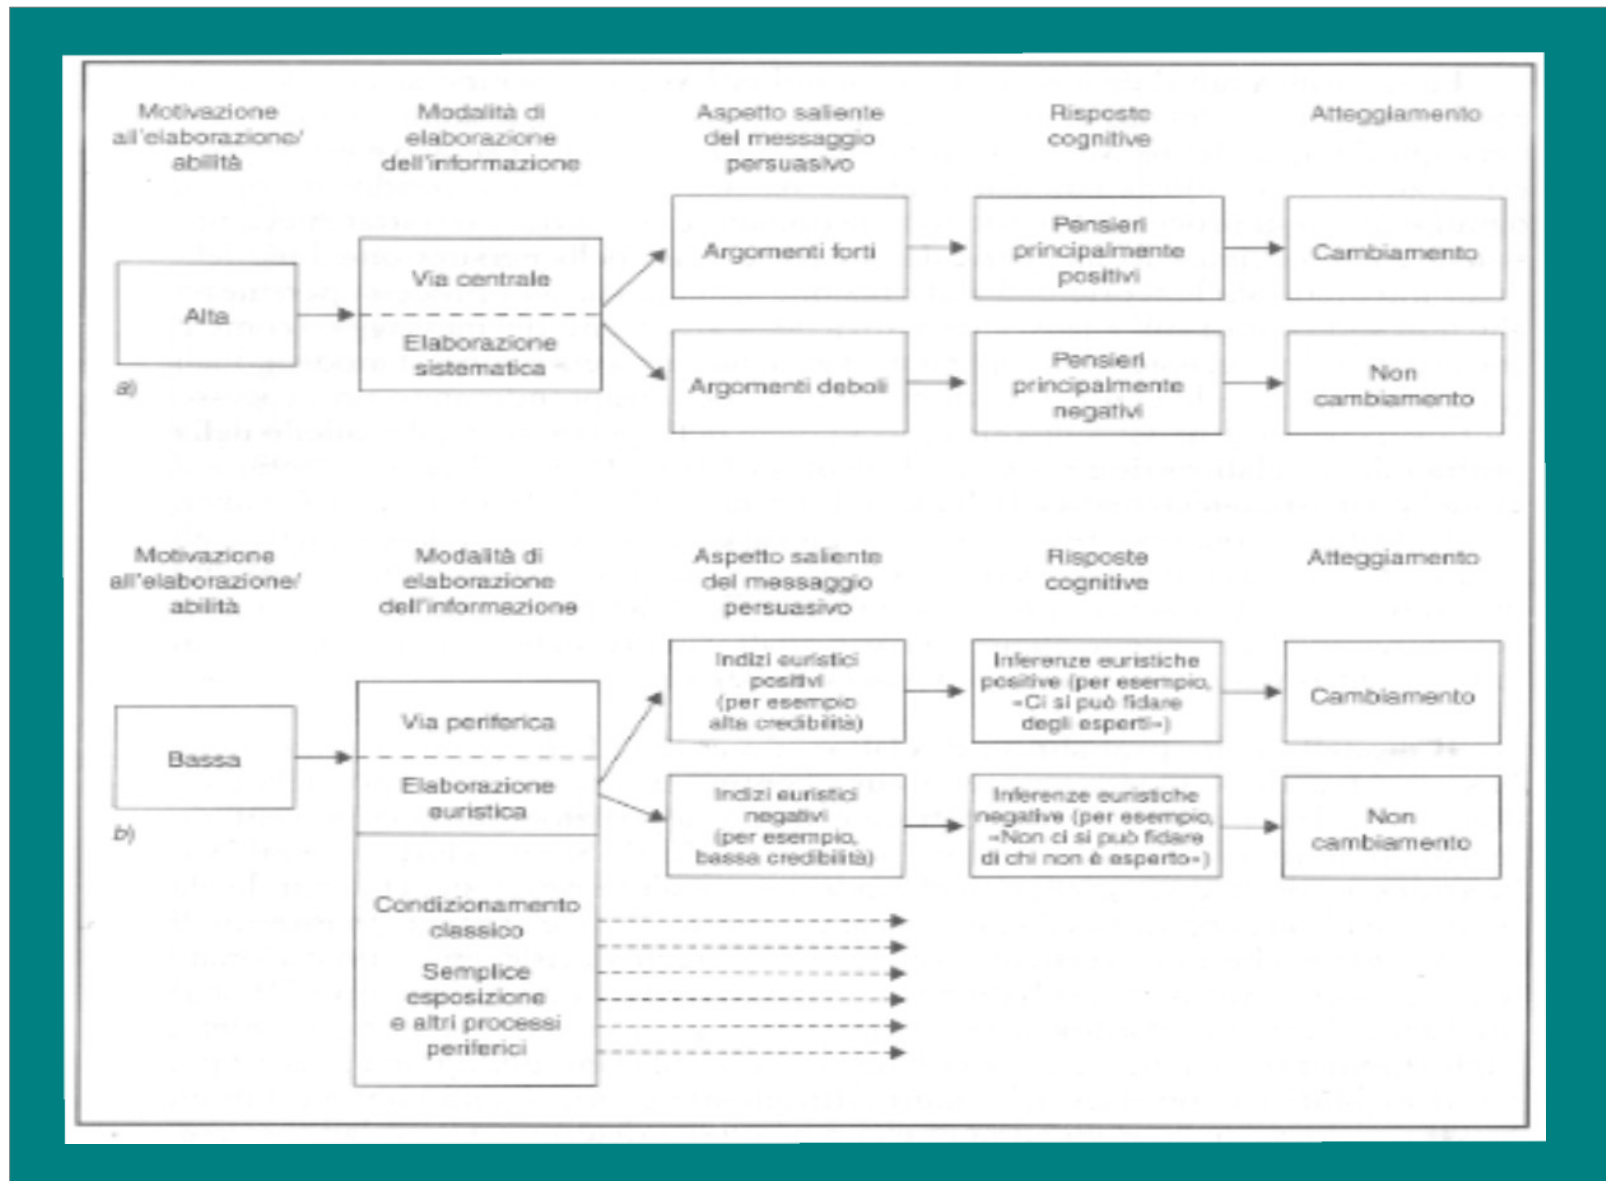 Motivazione
all'elaborazione/
abilità
Modalità di
elaborazione
dell'informazione
Aspetto saliente
del messaggio
persuasivo
Risposte
cognitive
Atteggiamento
Alta
a)
Via centrale
Elaborazione
sistematica
Argomenti forti
Pensieri
principalmente
positivi
Cambiamento
Argomenti deboli
Pensieri
principalmente
negativi
Non
cambiamento
Motivazione
all'elaborazione/
abilità
Modalità di
elaborazione
dell'informazione
Aspetto saliente
del messaggio
persuasivo
Risposte
cognitive
Atteggiamento
Bassa
b)
Via periferica
Elaborazione
euristica
Indizi euristici
positivi
(per esempio
alta credibilità)
Inferenze euristiche
positive (per esempio,
«Ci si può fidare
degli esperti»)
Cambiamento
Indizi euristici
negativi
(per esempio,
bassa credibilità)
Inferenze euristiche
negative (per esempio,
«Non ci si può fidare
di chi non è esperto»)
Non
cambiamento
Condizionamento
classico
Semplice
esposizione
e altri processi
periferici